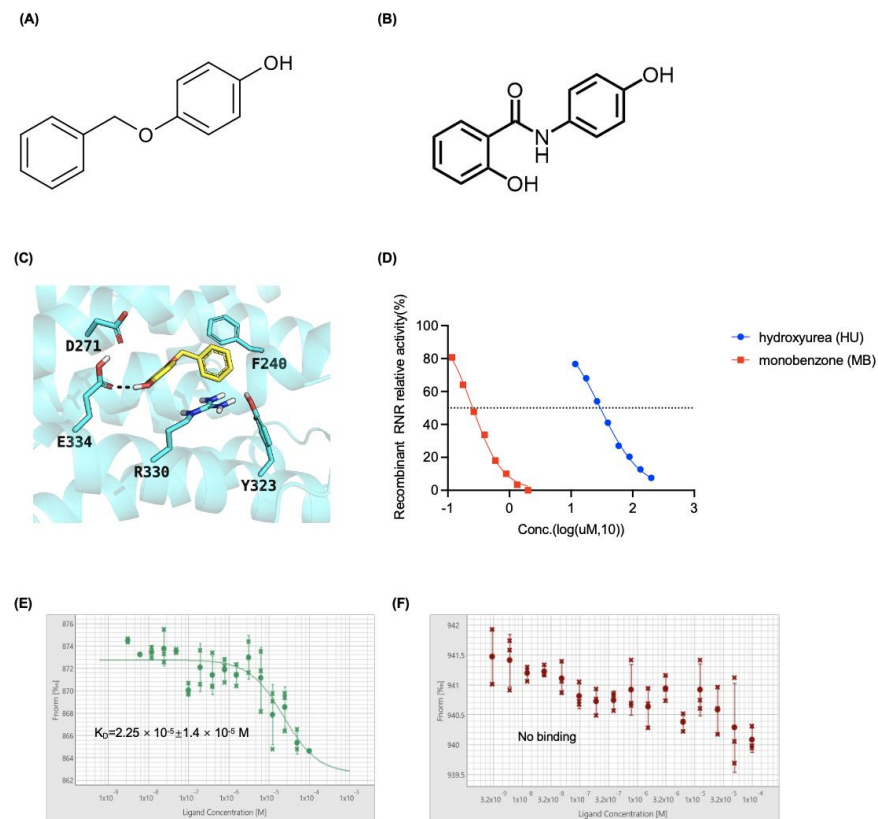 (A)
(B)
OH
O
O
OH
N
H
OH
(C)
(D)
D271
F240
E334
R330
Y323
Recombinant RNR relative activity(%)
100
80
60
40
20
0
-1
0
1
2
3
Conc.(log(uM,10))
hydroxyurea (HU)
monobenzone (MB)
(E)
(F)
Fnorm [‰]
876
874
872
870
868
866
864
862
K_D=2.25 × 10⁻⁵±1.4 × 10⁻⁵ M
1x10⁻⁹
1x10⁻⁸
1x10⁻⁷
1x10⁻⁶
1x10⁻⁵
1x10⁻⁴
1x10⁻³
Ligand Concentration [M]
Fnorm [‰]
942
941.5
941
940.5
940
939.5
No binding
3.2x10⁻⁹
1x10⁻⁸
3.2x10⁻⁸
1x10⁻⁷
3.2x10⁻⁷
1x10⁻⁶
3.2x10⁻⁶
1x10⁻⁵
3.2x10⁻⁵
1x10⁻⁴
Ligand Concentration [M]